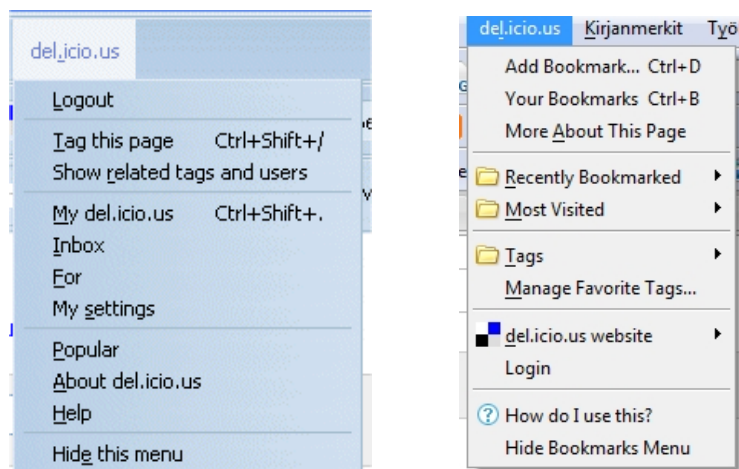 del.icio.us
Logout
Tag this page Ctrl+Shift+/
Show related tags and users
My del.icio.us Ctrl+Shift+.
Inbox
For
My settings
Popular
About del.icio.us
Help
Hide this menu
del.icio.us Kirjanmerkit Työ
Add Bookmark... Ctrl+D
Your Bookmarks Ctrl+B
More About This Page
Recently Bookmarked
Most Visited
Tags
Manage Favorite Tags...
del.icio.us website
Login
How do I use this?
Hide Bookmarks Menu